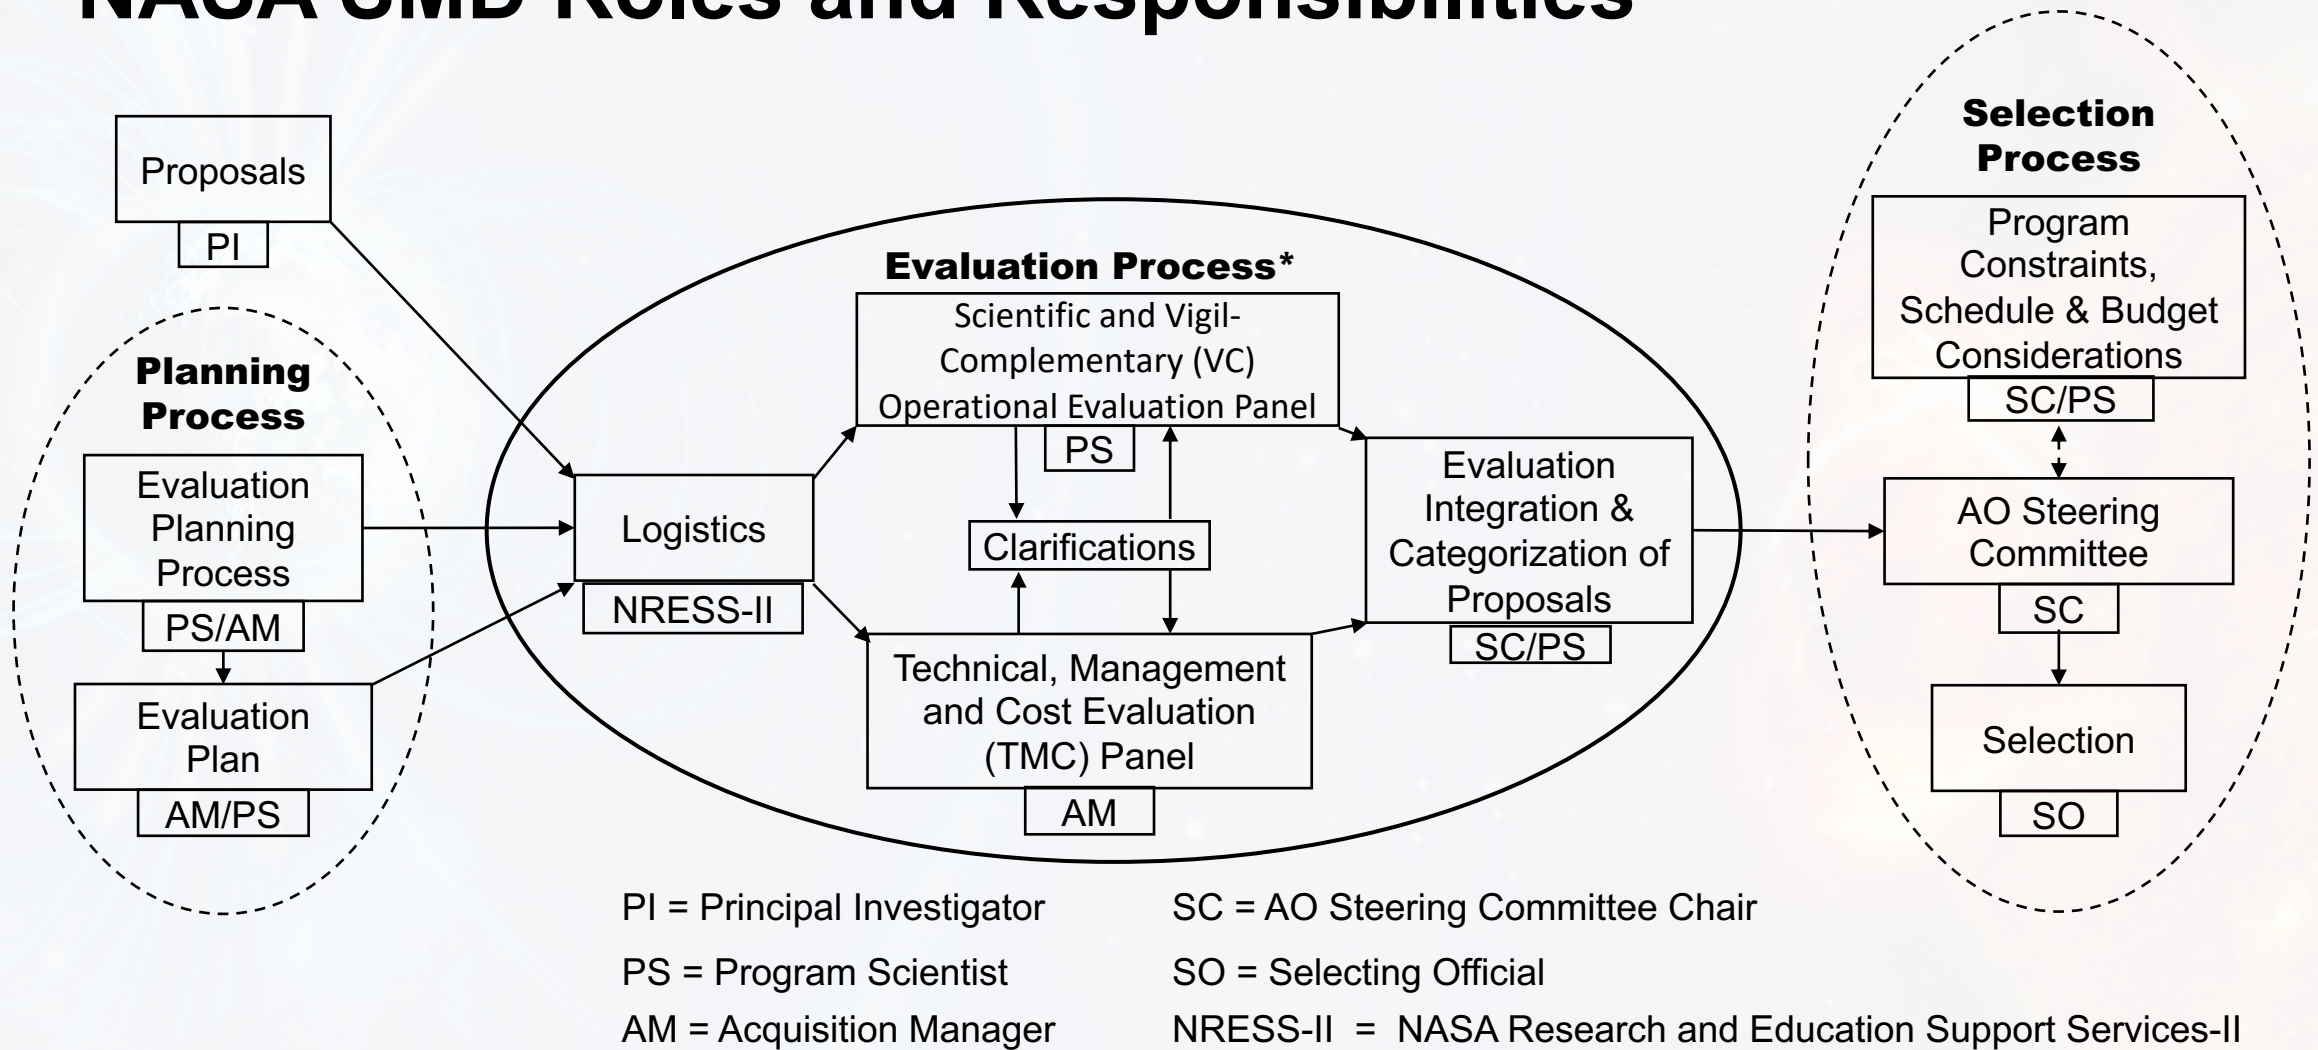 NASA SMD Roles and Responsibilities
Proposals
PI
Planning
Process
Evaluation
Planning
Process
PS/AM
Evaluation
Plan
AM/PS
Evaluation Process*
Logistics
NRESS-II
Scientific and Vigil-
Complementary (VC)
Operational Evaluation Panel
PS
Clarifications
Technical, Management
and Cost Evaluation
(TMC) Panel
AM
Evaluation
Integration &
Categorization of
Proposals
SC/PS
Selection
Process
Program
Constraints,
Schedule & Budget
Considerations
SC/PS
AO Steering
Committee
SC
Selection
SO
PI = Principal Investigator
PS = Program Scientist
AM = Acquisition Manager
SC = AO Steering Committee Chair
SO = Selecting Official
NRESS-II = NASA Research and Education Support Services-II